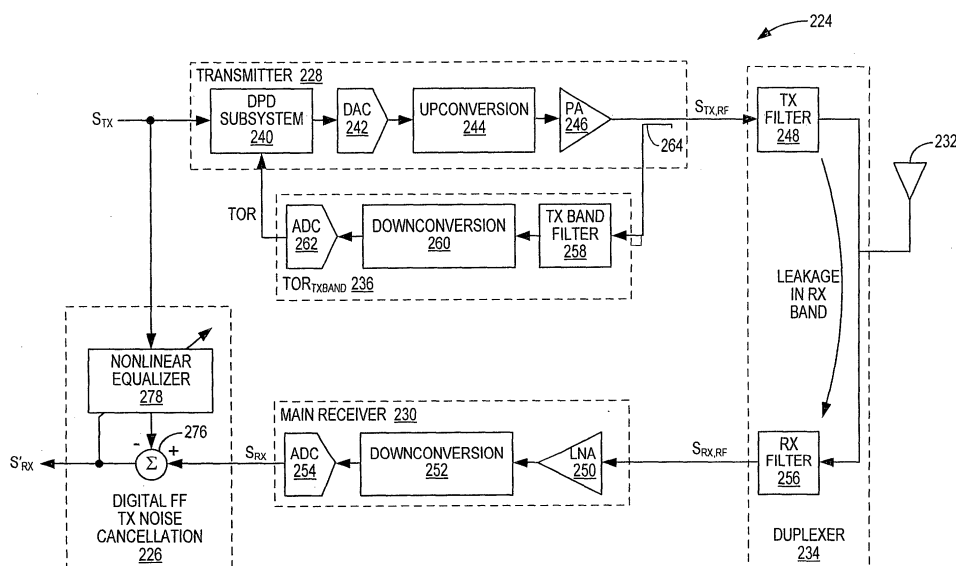 224
TRANSMITTER 228
S_TX
DPD
SUBSYSTEM
240
DAC
242
UPCONVERSION
244
PA
246
S_TX,RF
264
TX
FILTER
248
232
TOR
ADC
262
DOWNCONVERSION
260
TX BAND
FILTER
258
TOR_TXBAND 236
LEAKAGE
IN RX
BAND
NONLINEAR
EQUALIZER
278
276
-
+
Σ
S'_RX
DIGITAL FF
TX NOISE
CANCELLATION
226
MAIN RECEIVER 230
S_RX
ADC
254
DOWNCONVERSION
252
LNA
250
S_RX,RF
RX
FILTER
256
DUPLEXER
234